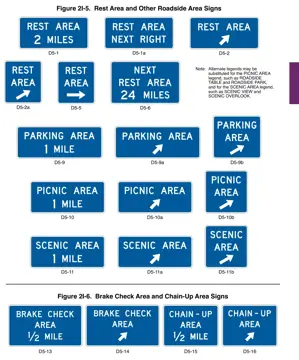 Figure 2I-5. Rest Area and Other Roadside Area Signs
REST AREA
2 MILES
D5-1
REST AREA
NEXT RIGHT
D5-1a
REST AREA
D5-2
REST
AREA
D5-2a
REST
AREA
D5-5
NEXT
REST AREA
24 MILES
D5-6
Note: Alternate legends may be
substituted for the PICNIC AREA
legend, such as ROADSIDE
TABLE and ROADSIDE PARK,
and for the SCENIC AREA legend,
such as SCENIC VIEW and
SCENIC OVERLOOK.
PARKING AREA
1 MILE
D5-9
PARKING AREA
D5-9a
PARKING
AREA
D5-9b
PICNIC AREA
1 MILE
D5-10
PICNIC AREA
D5-10a
PICNIC
AREA
D5-10b
SCENIC AREA
1 MILE
D5-11
SCENIC AREA
D5-11a
SCENIC
AREA
D5-11b
Figure 2I-6. Brake Check Area and Chain-Up Area Signs
BRAKE CHECK
AREA
1/2 MILE
D5-13
BRAKE CHECK
AREA
D5-14
CHAIN-UP
AREA
1/2 MILE
D5-15
CHAIN-UP
AREA
D5-16